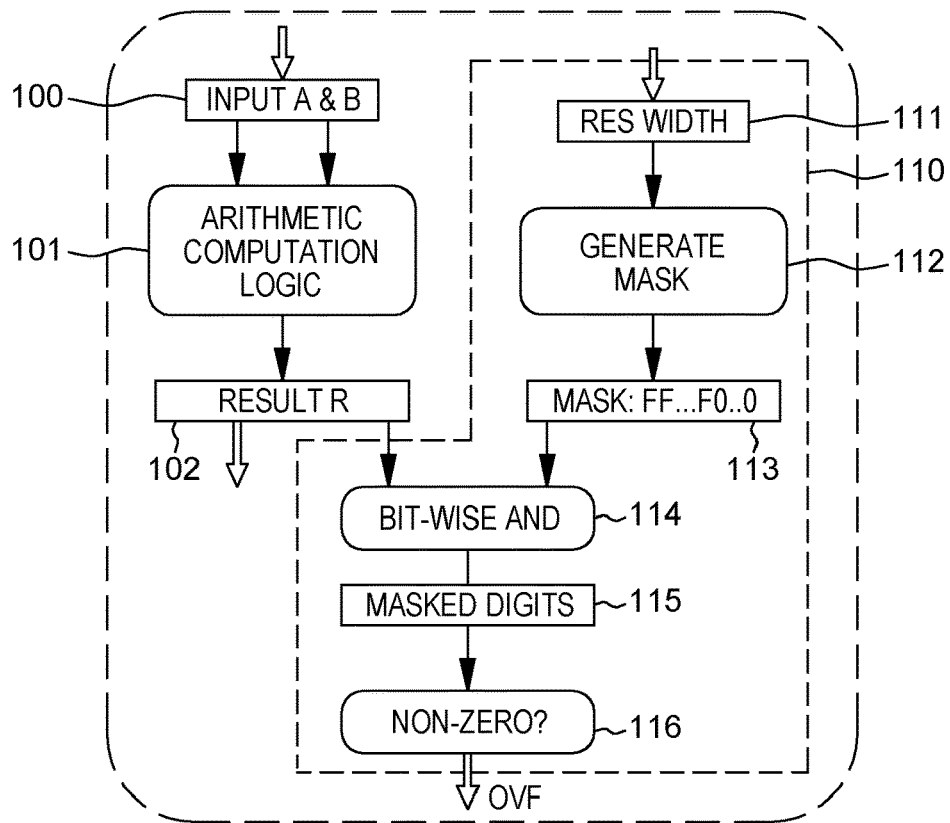 100
INPUT A & B
RES WIDTH
111
110
101
ARITHMETIC
COMPUTATION
LOGIC
GENERATE
MASK
112
RESULT R
MASK: FF...F0..0
102
113
BIT-WISE AND
114
MASKED DIGITS
115
NON-ZERO?
116
OVF